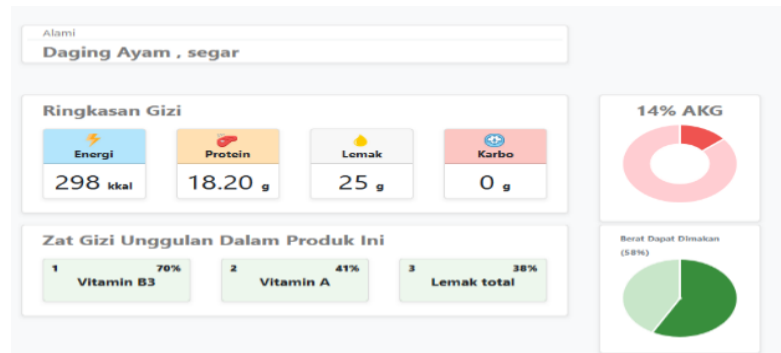 Alami
Daging Ayam , segar
Ringkasan Gizi
Energi
298 kkal
Protein
18.20 g
Lemak
25 g
Karbo
0 g
14% AKG
Zat Gizi Unggulan Dalam Produk Ini
1 70%
Vitamin B3
2 41%
Vitamin A
3 38%
Lemak total
Berat Dapat Dimakan
(58%)